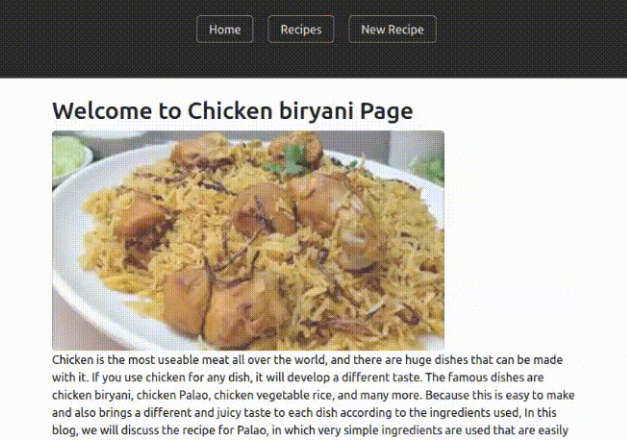 Home Recipes New Recipe
Welcome to Chicken biryani Page
Chicken is the most useable meat all over the world, and there are huge dishes that can be made
with it. If you use chicken for any dish, it will develop a different taste. The famous dishes are
chicken biryani, chicken Palao, chicken vegetable rice, and many more. Because this is easy to make
and also brings a different and juicy taste to each dish according to the ingredients used, In this
blog, we will discuss the recipe for Palao, in which very simple ingredients are used that are easily